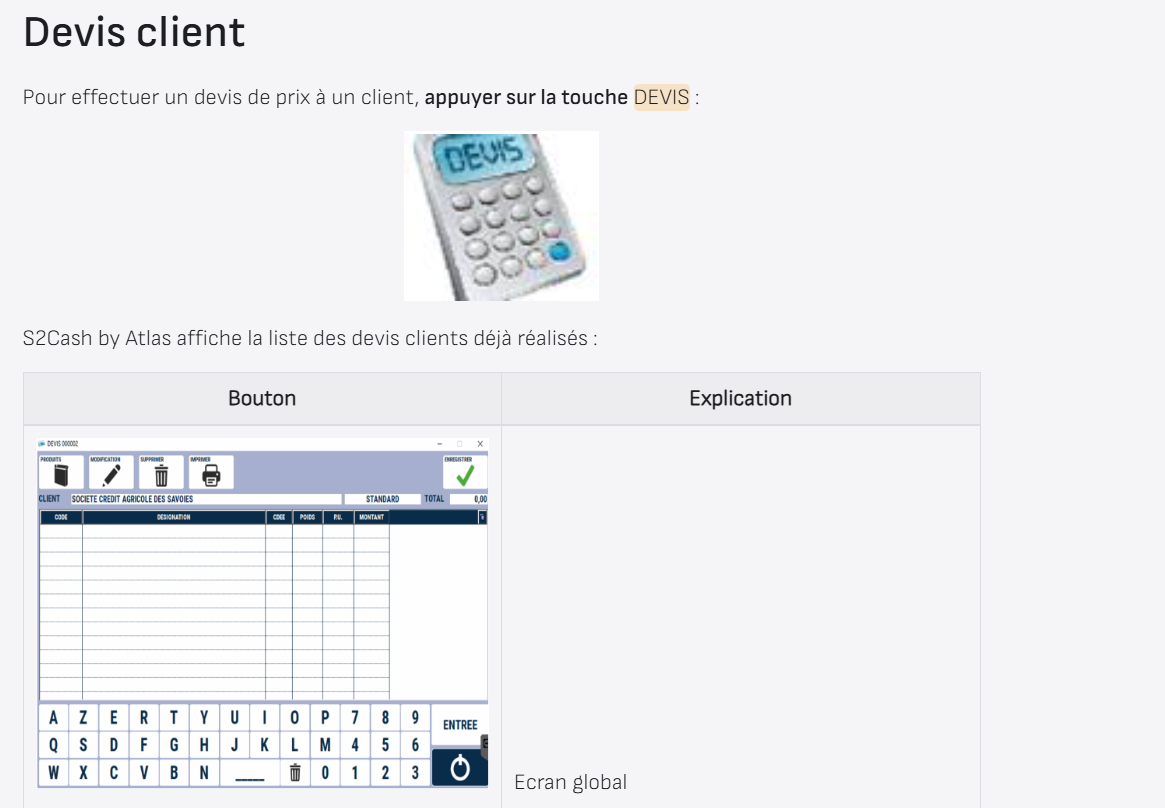 Devis client
Pour effectuer un devis de prix à un client, appuyer sur la touche DEVIS :
DEVIS
S2Cash by Atlas affiche la liste des devis clients déjà réalisés :
Bouton Explication
DEVIS 000002
PRODUITS MODIFICATION SUPPRIMER IMPRIMER ENREGISTRER
CLIENT SOCIETE CREDIT AGRICOLE DES SAVOIES STANDARD TOTAL 0,00
CODE DESIGNATION CDEE POIDS P.U. MONTANT
A Z E R T Y U I O P 7 8 9 ENTREE
Q S D F G H J K L M 4 5 6
W X C V B N 0 1 2 3
Ecran global